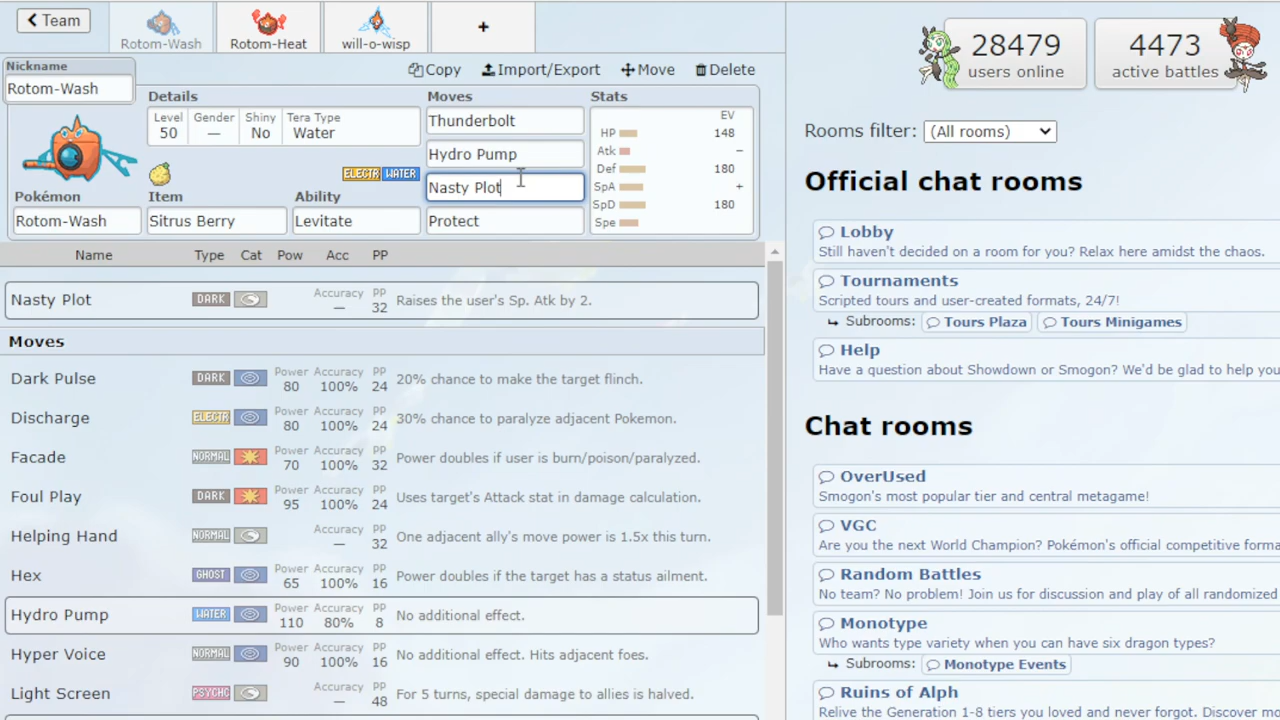 Team
Rotom-Wash
Rotom-Heat
will-o-wisp
+
Nickname
Rotom-Wash
Copy
Import/Export
Move
Delete
Details
Moves
Stats
Level
Gender
Shiny
Tera Type
50
—
No
Water
Thunderbolt
Hydro Pump
Nasty Plot
Protect
EV
HP 148
Atk
Def 180
SpA +
SpD 180
Spe
ELECTR WATER
Pokémon
Item
Ability
Rotom-Wash
Sitrus Berry
Levitate
Name Type Cat Pow Acc PP
Nasty Plot DARK Accuracy — PP 32 Raises the user's Sp. Atk by 2.
Moves
Dark Pulse DARK Power 80 Accuracy 100% PP 24 20% chance to make the target flinch.
Discharge ELECTR Power 80 Accuracy 100% PP 24 30% chance to paralyze adjacent Pokemon.
Facade NORMAL Power 70 Accuracy 100% PP 32 Power doubles if user is burn/poison/paralyzed.
Foul Play DARK Power 95 Accuracy 100% PP 24 Uses target's Attack stat in damage calculation.
Helping Hand NORMAL Accuracy — PP 32 One adjacent ally's move power is 1.5x this turn.
Hex GHOST Power 65 Accuracy 100% PP 16 Power doubles if the target has a status ailment.
Hydro Pump WATER Power 110 Accuracy 80% PP 8 No additional effect.
Hyper Voice NORMAL Power 90 Accuracy 100% PP 16 No additional effect. Hits adjacent foes.
Light Screen PSYCHC Accuracy — PP 48 For 5 turns, special damage to allies is halved.
28479
users online
4473
active battles
Rooms filter: (All rooms)
Official chat rooms
Lobby
Still haven't decided on a room for you? Relax here amidst the chaos.
Tournaments
Scripted tours and user-created formats, 24/7!
Subrooms: Tours Plaza Tours Minigames
Help
Have a question about Showdown or Smogon? We'd be glad to help you
Chat rooms
OverUsed
Smogon's most popular tier and central metagame!
VGC
Are you the next World Champion? Pokémon's official competitive forma
Random Battles
No team? No problem! Join us for discussion and play of all randomized
Monotype
Who wants type variety when you can have six dragon types?
Subrooms: Monotype Events
Ruins of Alph
Relive the Generation 1-8 tiers you loved and never forgot. Discover mo